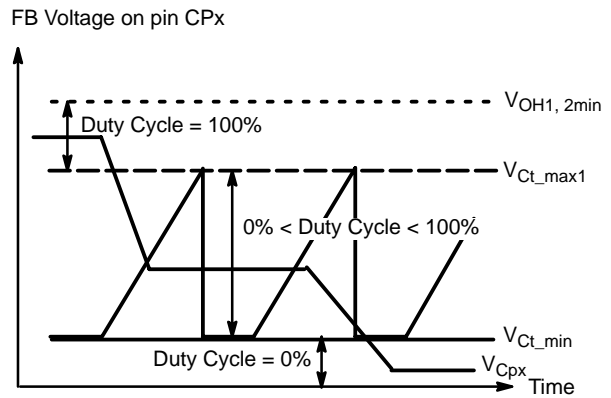 FB Voltage on pin CPx
VOH1, 2min
Duty Cycle = 100%
VCt_max1
0% < Duty Cycle < 100%
VCt_min
Duty Cycle = 0%
VCpx
Time